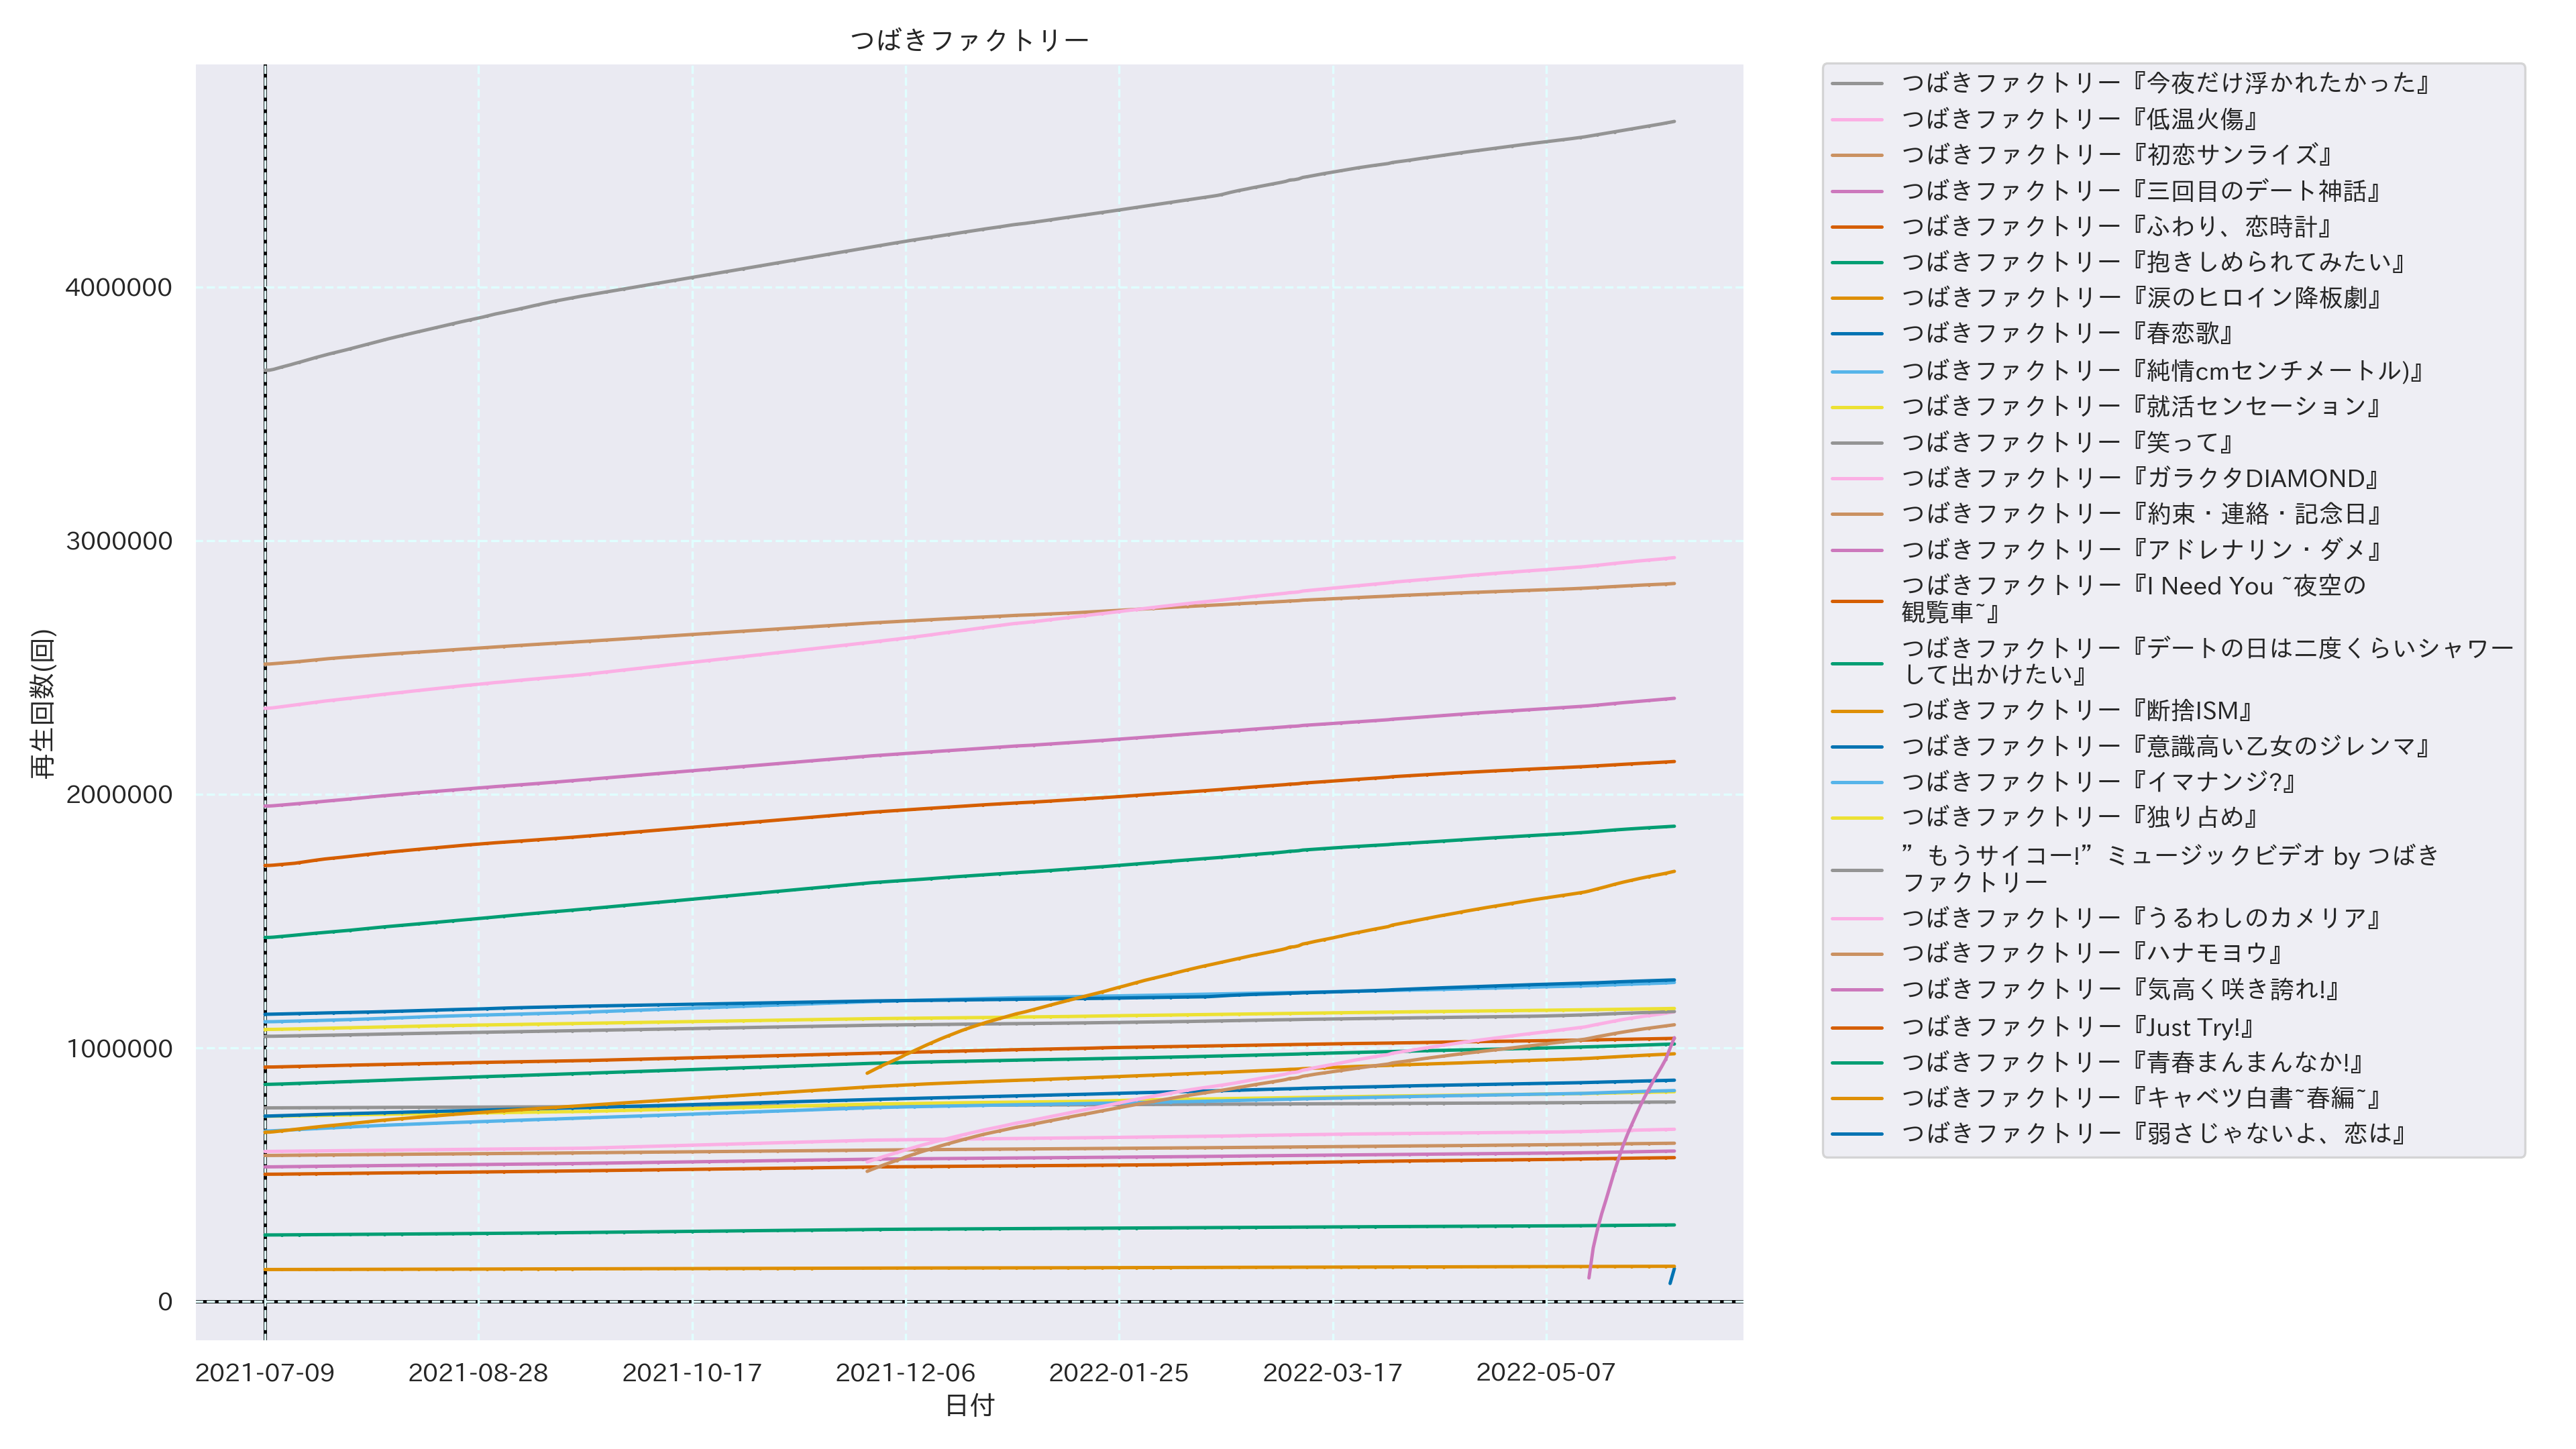 つばきファクトリー
再生回数(回)
4000000
3000000
2000000
1000000
0
2021-07-09
2021-08-28
2021-10-17
2021-12-06
2022-01-25
2022-03-17
2022-05-07
日付
つばきファクトリー『今夜だけ浮かれたかった』
つばきファクトリー『低温火傷』
つばきファクトリー『初恋サンライズ』
つばきファクトリー『三回目のデート神話』
つばきファクトリー『ふわり、恋時計』
つばきファクトリー『抱きしめられてみたい』
つばきファクトリー『涙のヒロイン降板劇』
つばきファクトリー『春恋歌』
つばきファクトリー『純情cmセンチメートル)』
つばきファクトリー『就活センセーション』
つばきファクトリー『笑って』
つばきファクトリー『ガラクタDIAMOND』
つばきファクトリー『約束・連絡・記念日』
つばきファクトリー『アドレナリン・ダメ』
つばきファクトリー『I Need You ~夜空の
観覧車~』
つばきファクトリー『デートの日は二度くらいシャワー
して出かけたい』
つばきファクトリー『断捨ISM』
つばきファクトリー『意識高い乙女のジレンマ』
つばきファクトリー『イマナンジ?』
つばきファクトリー『独り占め』
”もうサイコー!”ミュージックビデオ by つばき
ファクトリー
つばきファクトリー『うるわしのカメリア』
つばきファクトリー『ハナモヨウ』
つばきファクトリー『気高く咲き誇れ!』
つばきファクトリー『Just Try!』
つばきファクトリー『青春まんまんなか!』
つばきファクトリー『キャベツ白書~春編~』
つばきファクトリー『弱さじゃないよ、恋は』